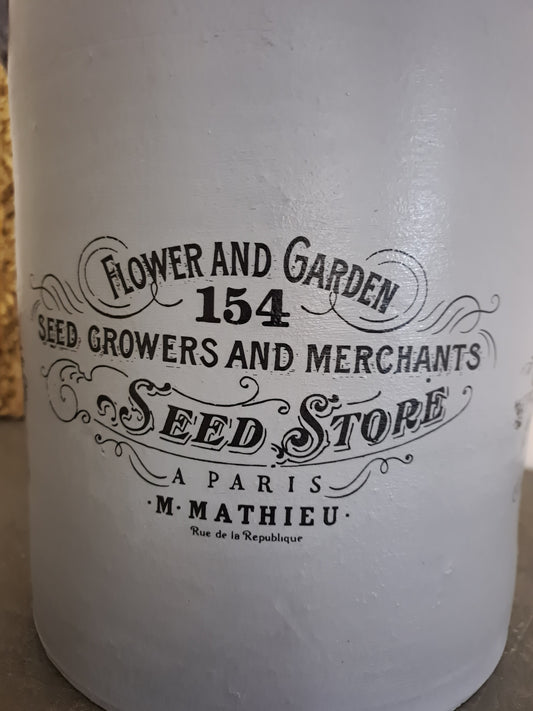 FLOWER AND GARDEN
154
SEED GROWERS AND MERCHANTS
SEED STORE
A PARIS
·M·MATHIEU·
Rue de la Republique